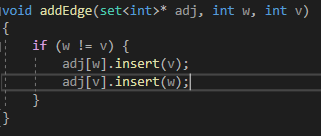 void addEdge(set<int>* adj, int w, int v)
{
    if (w != v) {
        adj[w].insert(v);
        adj[v].insert(w);
    }
}